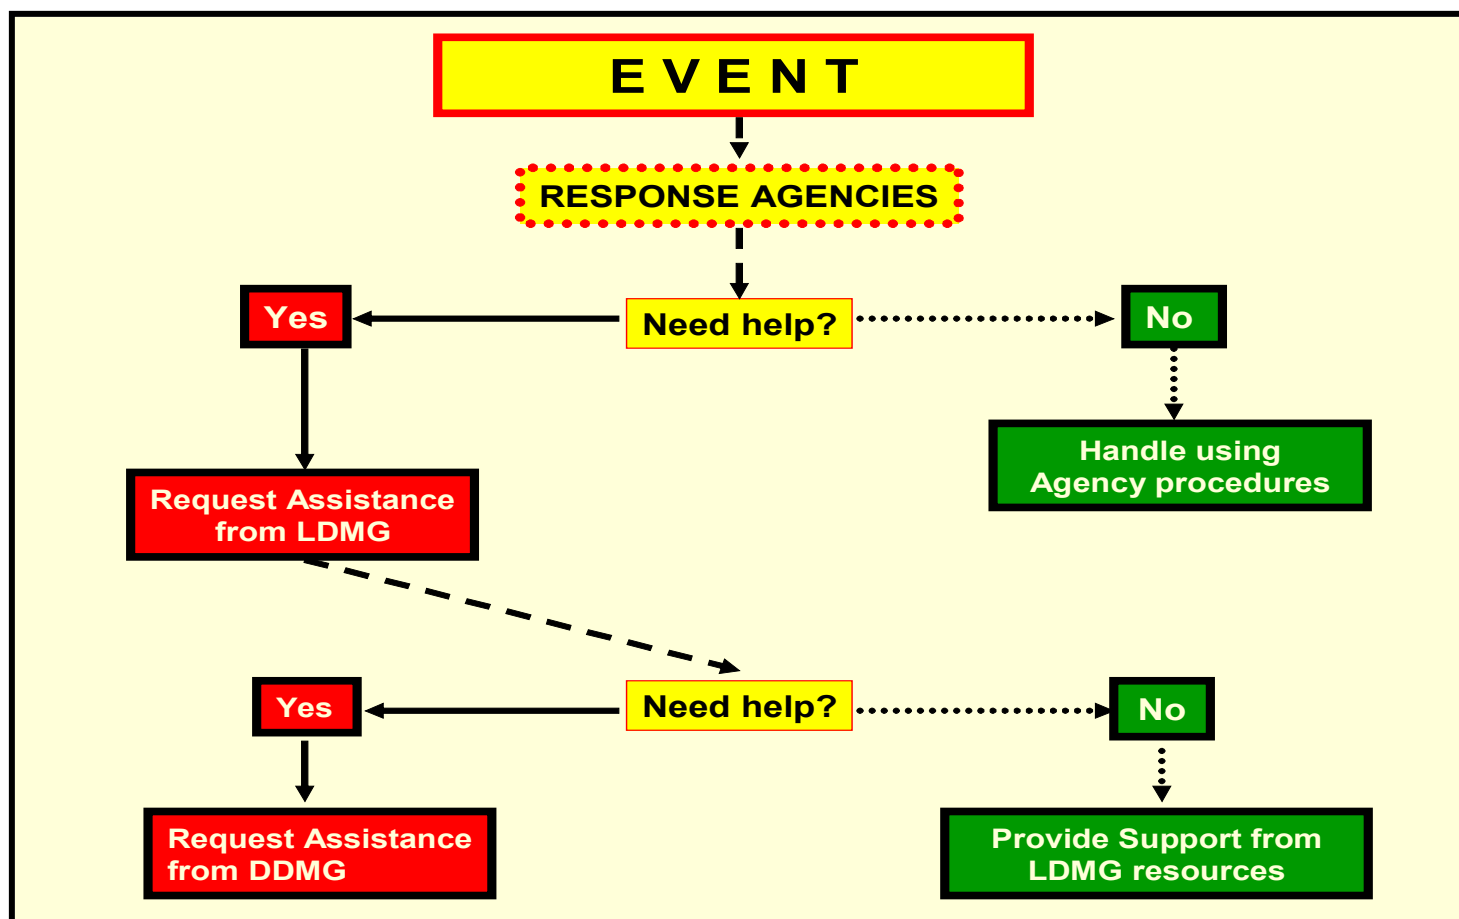 E V E N T
RESPONSE AGENCIES
Yes
Need help?
No
Handle using
Agency procedures
Request Assistance
from LDMG
Yes
Need help?
No
Request Assistance
from DDMG
Provide Support from
LDMG resources